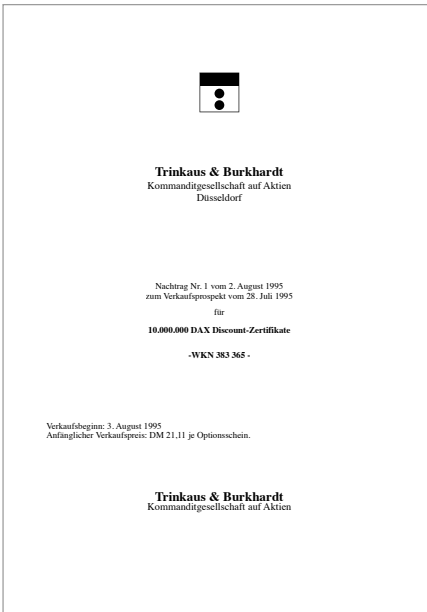 Trinkaus & Burkhardt
Kommanditgesellschaft auf Aktien
Düsseldorf
Nachtrag Nr. 1 vom 2. August 1995
zum Verkaufsprospekt vom 28. Juli 1995
für
10.000.000 DAX Discount-Zertifikate
-WKN 383 365 -
Verkaufsbeginn: 3. August 1995
Anfänglicher Verkaufspreis: DM 21,11 je Optionsschein.
Trinkaus & Burkhardt
Kommanditgesellschaft auf Aktien